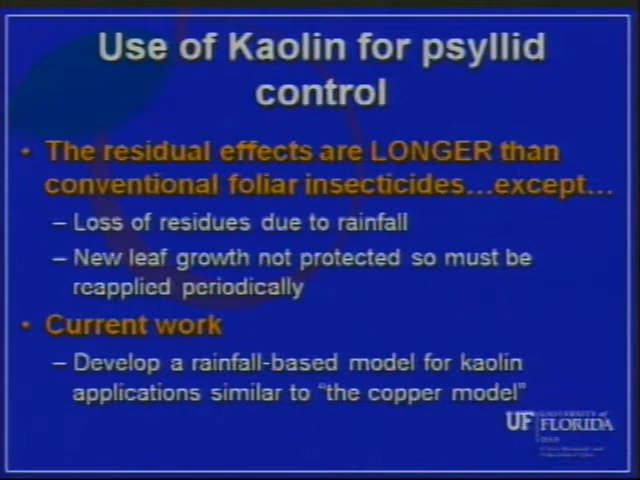 Use of Kaolin for psyllid
control
• The residual effects are LONGER than
conventional foliar insecticides...except...
– Loss of residues due to rainfall
– New leaf growth not protected so must be
reapplied periodically
• Current work
– Develop a rainfall-based model for kaolin
applications similar to “the copper model”
UF UNIVERSITY of
FLORIDA
IFAS